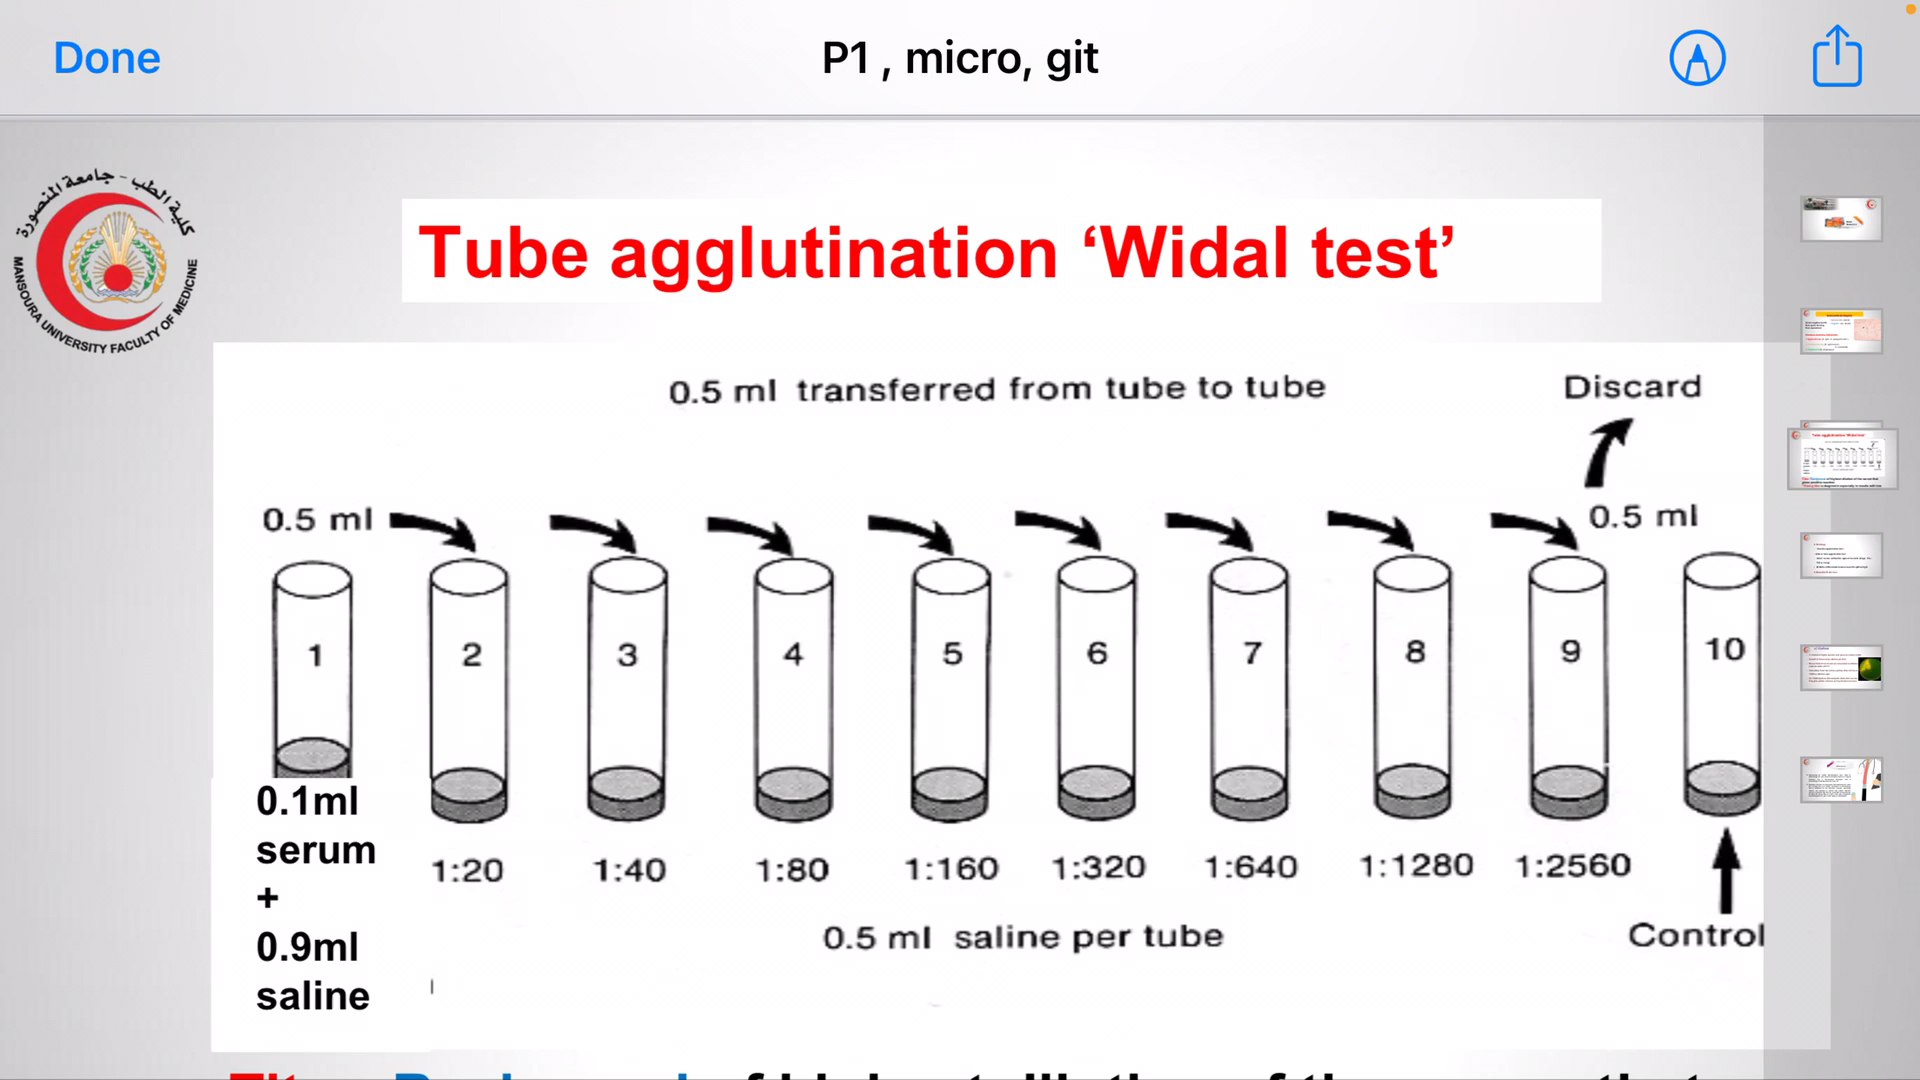 Done
P1 , micro, git
كلية الطب - جامعة المنصورة
MANSOURA UNIVERSITY FACULTY OF MEDICINE
Tube agglutination ‘Widal test’
0.5 ml transferred from tube to tube
Discard
0.5 ml
0.5 ml
1 2 3 4 5 6 7 8 9 10
0.1ml
serum
+
0.9ml
saline
1:20 1:40 1:80 1:160 1:320 1:640 1:1280 1:2560
0.5 ml saline per tube
Control